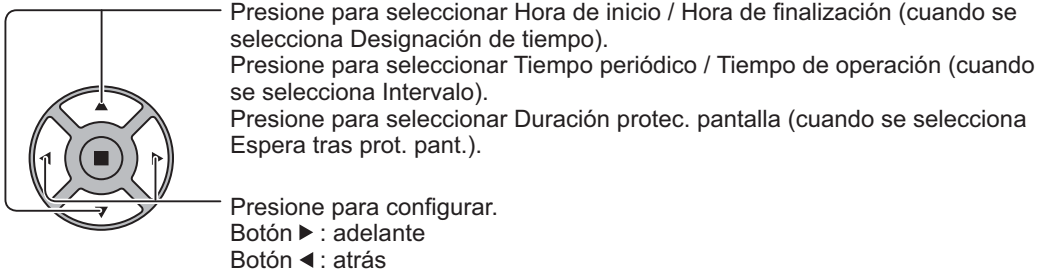 Presione para seleccionar Hora de inicio / Hora de finalización (cuando se
selecciona Designación de tiempo).
Presione para seleccionar Tiempo periódico / Tiempo de operación (cuando
se selecciona Intervalo).
Presione para seleccionar Duración protec. pantalla (cuando se selecciona
Espera tras prot. pant.).
Presione para configurar.
Botón ▶ : adelante
Botón ◀ : atrás